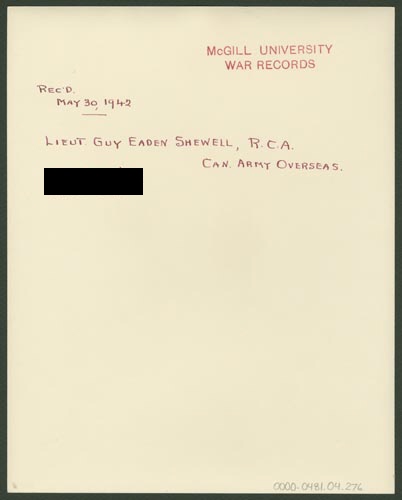 McGILL UNIVERSITY
WAR RECORDS
REC'D.
MAY 30, 1942
LIEUT. GUY EADEN SHEWELL, R.C.A.
CAN. ARMY OVERSEAS.
0000-0481.04.276